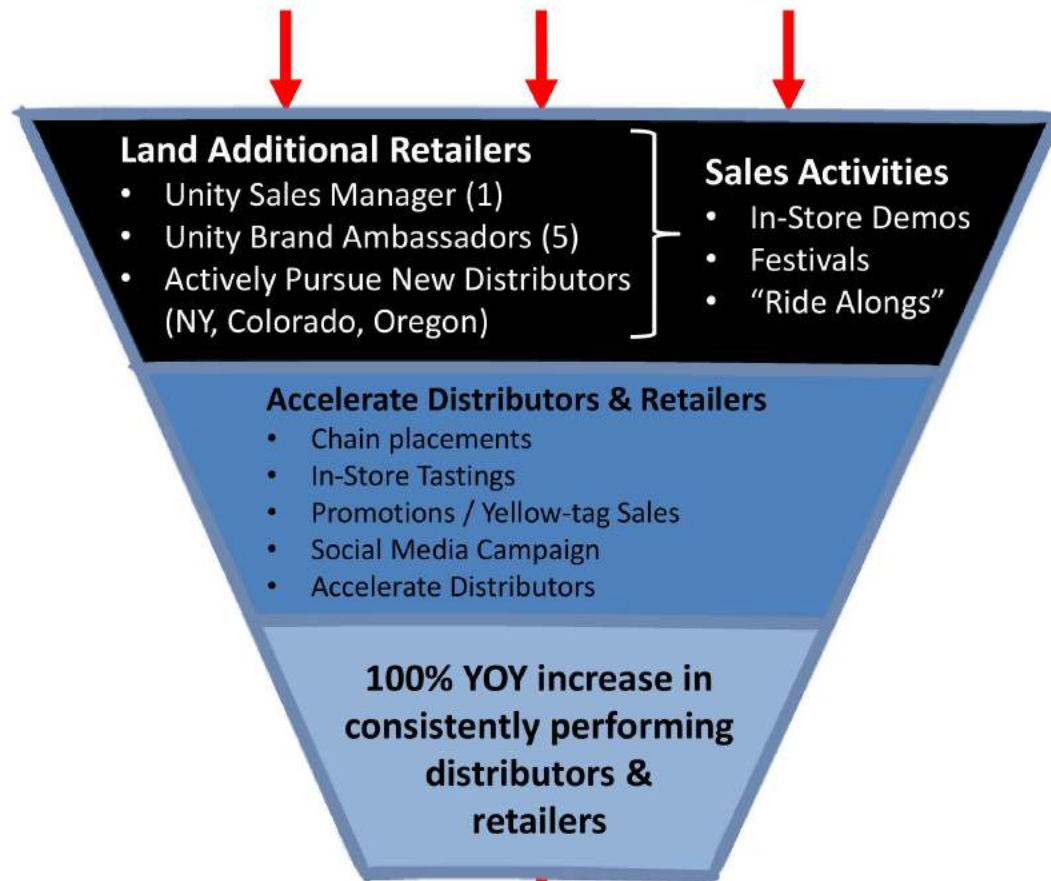 Land Additional Retailers
• Unity Sales Manager (1)
• Unity Brand Ambassadors (5)
• Actively Pursue New Distributors
(NY, Colorado, Oregon)
Sales Activities
• In-Store Demos
• Festivals
• “Ride Alongs”
Accelerate Distributors & Retailers
• Chain placements
• In-Store Tastings
• Promotions / Yellow-tag Sales
• Social Media Campaign
• Accelerate Distributors
100% YOY increase in
consistently performing
distributors &
retailers